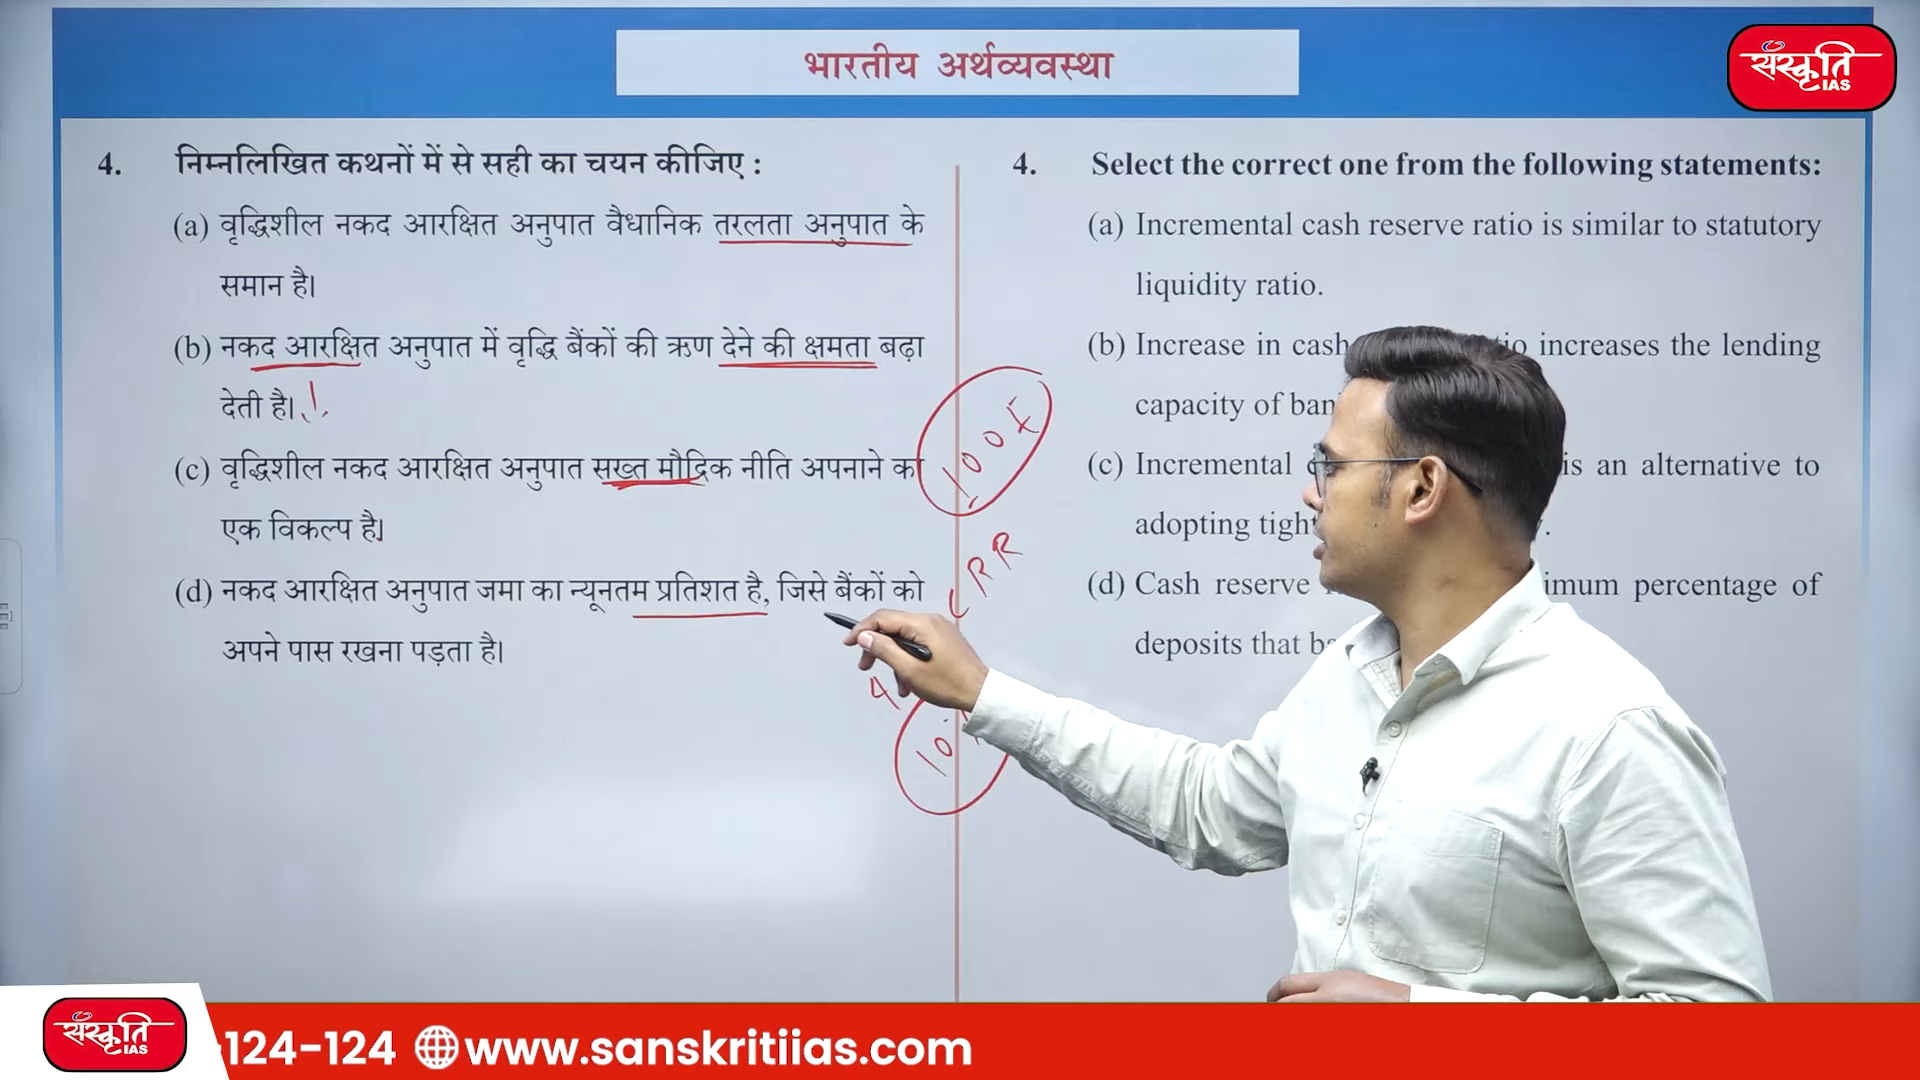 भारतीय अर्थव्यवस्था
संस्कृति
IAS
4. निम्नलिखित कथनों में से सही का चयन कीजिए :
(a) वृद्धिशील नकद आरक्षित अनुपात वैधानिक तरलता अनुपात के
समान है।
(b) नकद आरक्षित अनुपात में वृद्धि बैंकों की ऋण देने की क्षमता बढ़ा
देती है।
(c) वृद्धिशील नकद आरक्षित अनुपात सख्त मौद्रिक नीति अपनाने का
एक विकल्प है।
(d) नकद आरक्षित अनुपात जमा का न्यूनतम प्रतिशत है, जिसे बैंकों को
अपने पास रखना पड़ता है।
4. Select the correct one from the following statements:
(a) Incremental cash reserve ratio is similar to statutory
liquidity ratio.
(b) Increase in cash increases the lending
capacity of
(c) Incremental is an alternative to
adopting
(d) Cash reserve percentage of
deposits that
100
CRR
4
10
संस्कृति
IAS
-124-124 www.sanskritiias.com